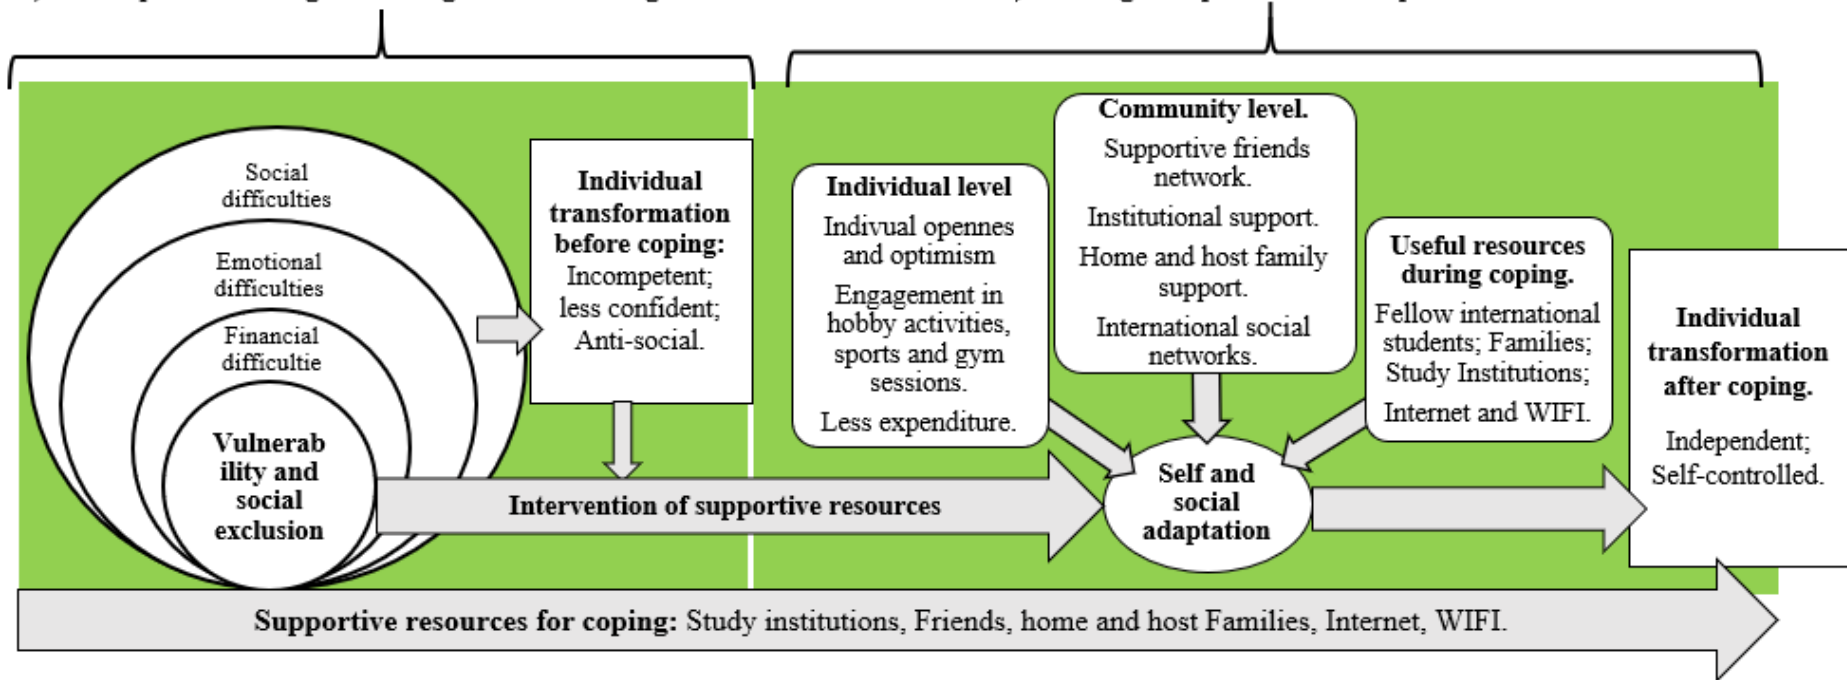 Social
difficulties
Emotional
difficulties
Financial
difficultie
Vulnerab
ility and
social
exclusion
Individual
transformation
before coping:
Incompetent;
less confident;
Anti-social.
Intervention of supportive resources
Individual level
Indivual opennes
and optimism
Engagement in
hobby activities,
sports and gym
sessions.
Less expenditure.
Community level.
Supportive friends
network.
Institutional support.
Home and host family
support.
International social
networks.
Useful resources
during coping.
Fellow international
students; Families;
Study Institutions;
Internet and WIFI.
Self and
social
adaptation
Individual
transformation
after coping.
Independent;
Self-controlled.
Supportive resources for coping: Study institutions, Friends, home and host Families, Internet, WIFI.